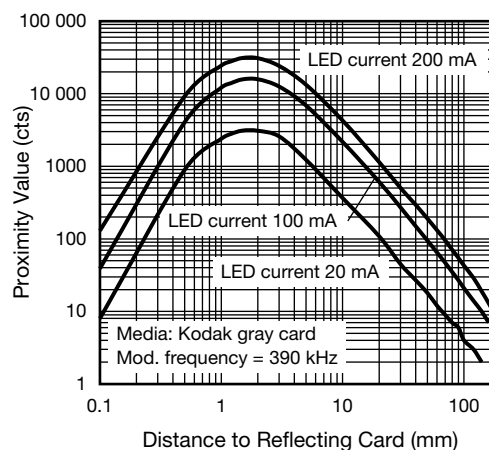 100 000
10 000
1000
100
10
1
Proximity Value (cts)
LED current 200 mA
LED current 100 mA
LED current 20 mA
Media: Kodak gray card
Mod. frequency = 390 kHz
0.1
1
10
100
Distance to Reflecting Card (mm)